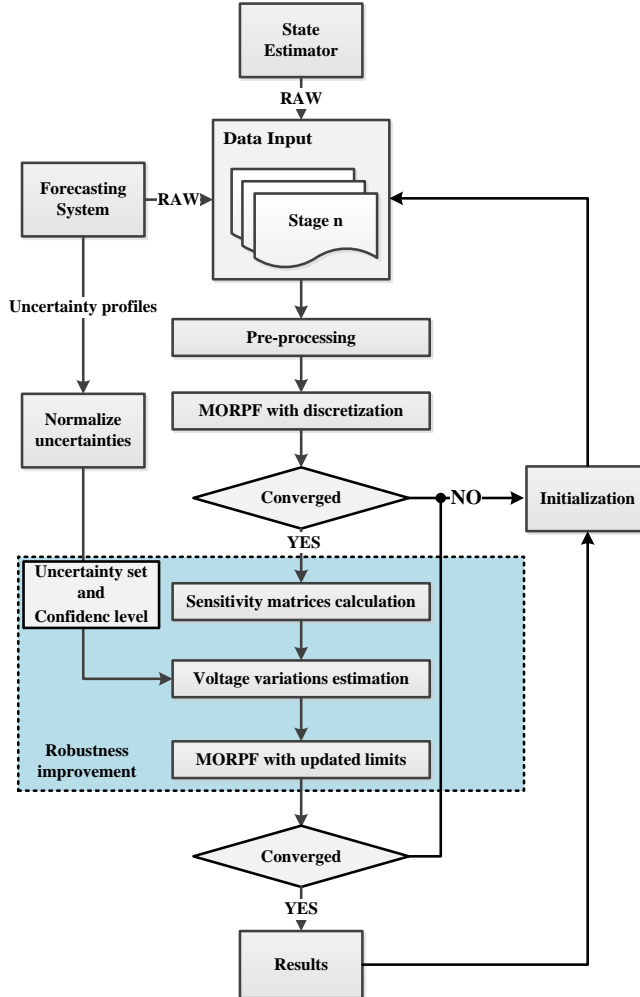 State
Estimator
RAW
Data Input
Forecasting
System
RAW
Stage n
Uncertainty profiles
Pre-processing
MORPF with discretization
Normalize
uncertainties
Converged
NO
Initialization
YES
Uncertainty set
and
Confidenc level
Sensitivity matrices calculation
Voltage variations estimation
Robustness
improvement
MORPF with updated limits
Converged
YES
Results